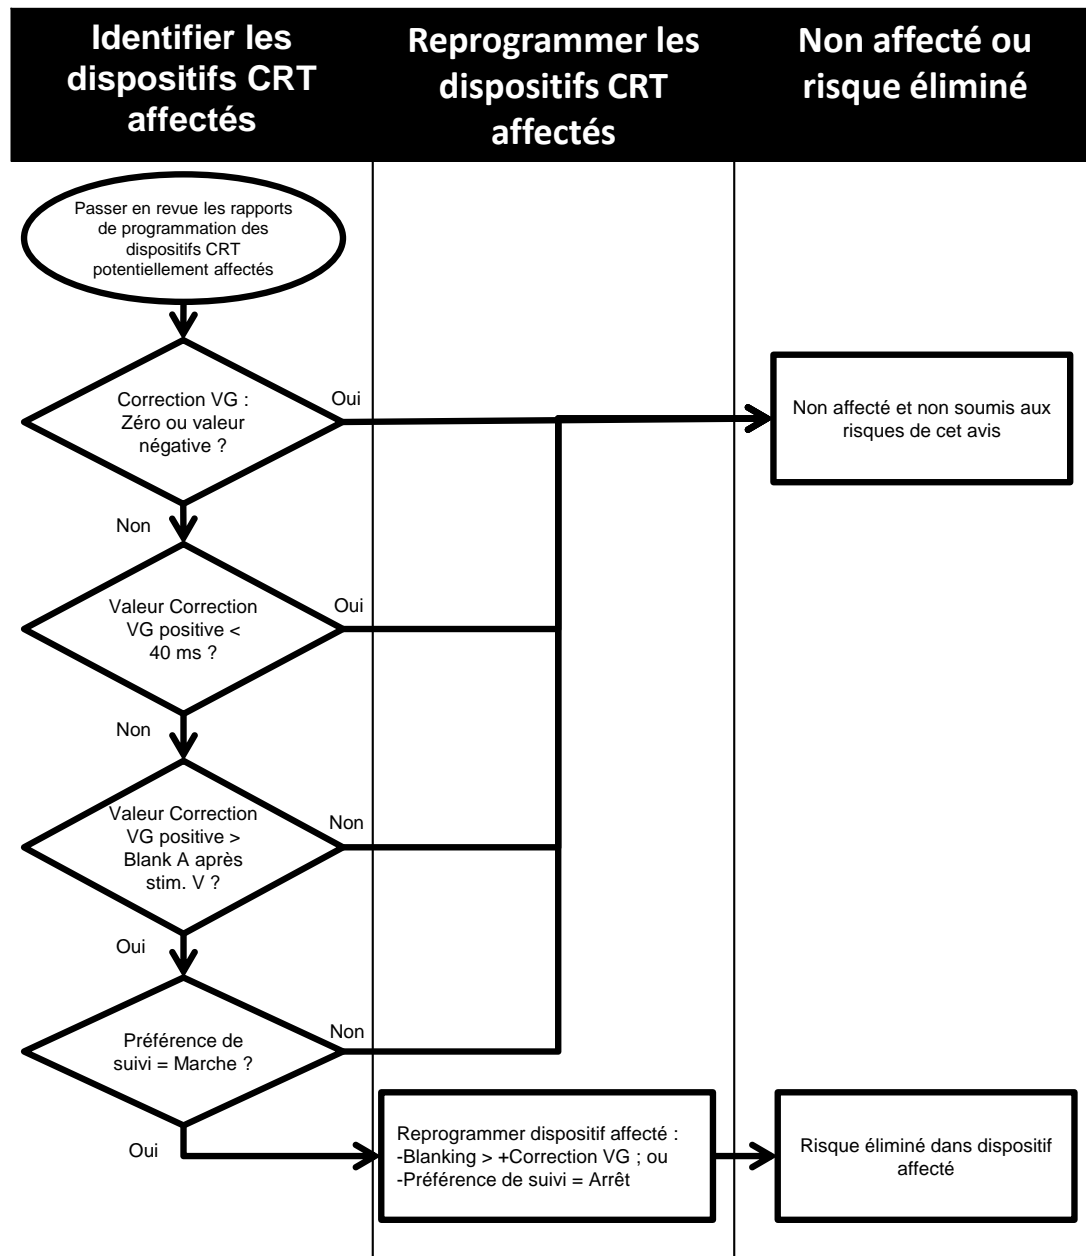 Identifier les
dispositifs CRT
affectés
Reprogrammer les
dispositifs CRT
affectés
Non affecté ou
risque éliminé
Passer en revue les rapports
de programmation des
dispositifs CRT
potentiellement affectés
Correction VG :
Zéro ou valeur
négative ?
Oui
Non affecté et non soumis aux
risques de cet avis
Non
Valeur Correction
VG positive <
40 ms ?
Oui
Non
Valeur Correction
VG positive >
Blank A après
stim. V ?
Non
Oui
Préférence de
suivi = Marche ?
Non
Oui
Reprogrammer dispositif affecté :
-Blanking > +Correction VG ; ou
-Préférence de suivi = Arrêt
Risque éliminé dans dispositif
affecté